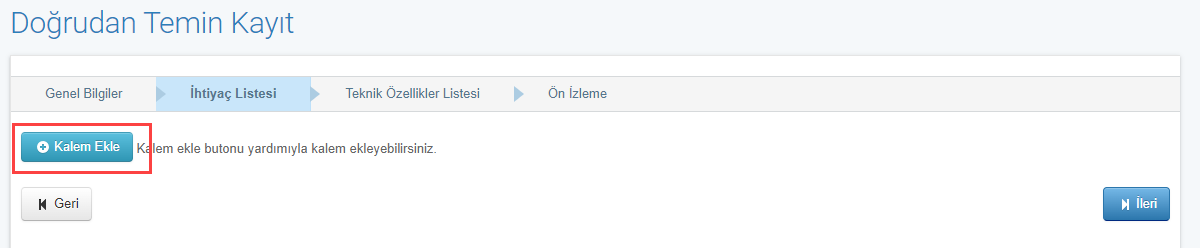 Doğrudan Temin Kayıt
Genel Bilgiler İhtiyaç Listesi Teknik Özellikler Listesi Ön İzleme
Kalem Ekle Kalem ekle butonu yardımıyla kalem ekleyebilirsiniz.
Geri İleri